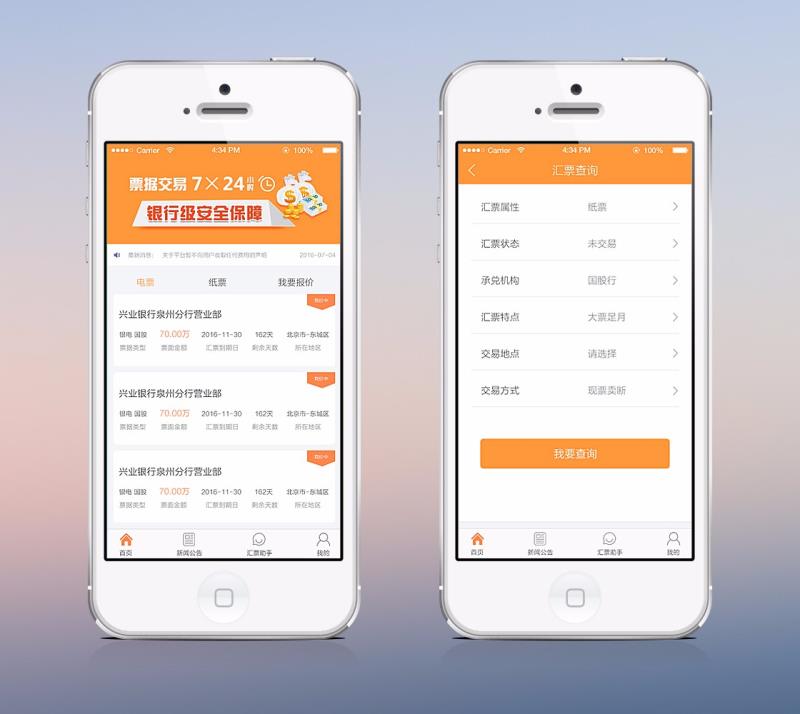 Carrier 4:34 PM 100%
票据交易 7×24小时
银行级安全保障
最新消息: 关于平台暂不向用户收取任何费用的声明 2016-07-04
电票 纸票 我要报价
兴业银行泉州分行营业部
银电 国股 70.00万 2016-11-30 162天 北京市-东城区
票据类型 票面金额 汇票到期日 剩余天数 所在地区
兴业银行泉州分行营业部
银电 国股 70.00万 2016-11-30 162天 北京市-东城区
票据类型 票面金额 汇票到期日 剩余天数 所在地区
兴业银行泉州分行营业部
银电 国股 70.00万 2016-11-30 162天 北京市-东城区
票据类型 票面金额 汇票到期日 剩余天数 所在地区
首页 新闻公告 汇票助手 我的
Carrier 4:34 PM 100%
汇票查询
汇票属性 纸票
汇票状态 未交易
承兑机构 国股行
汇票特点 大票足月
交易地点 请选择
交易方式 现票卖断
我要查询
首页 新闻公告 汇票助手 我的